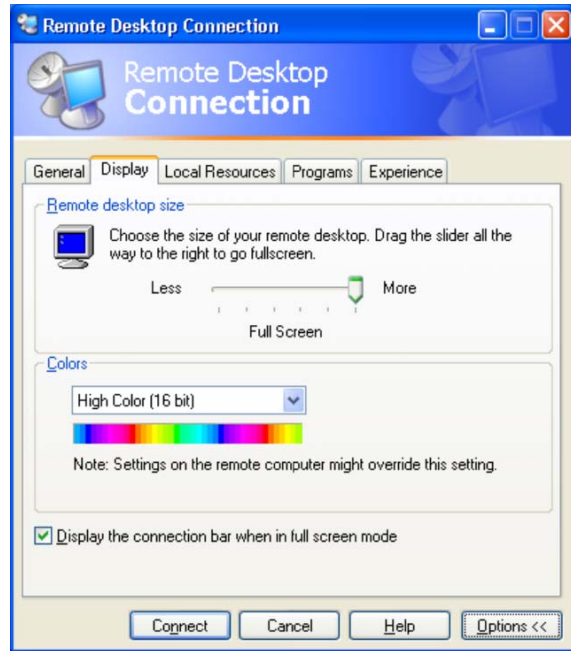 Remote Desktop Connection
Remote Desktop
Connection
General Display Local Resources Programs Experience
Remote desktop size
Choose the size of your remote desktop. Drag the slider all the
way to the right to go fullscreen.
Less More
Full Screen
Colors
High Color (16 bit)
Note: Settings on the remote computer might override this setting.
Display the connection bar when in full screen mode
Connect Cancel Help Options <<